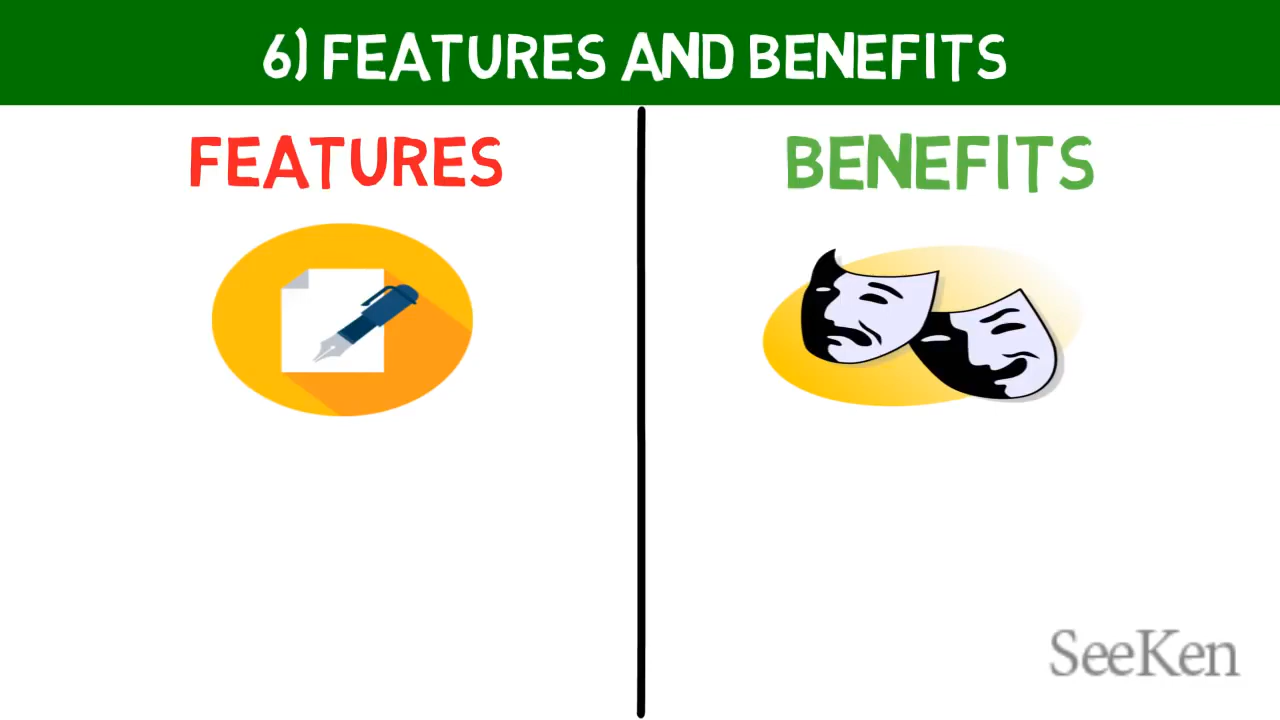 6) FEATURES AND BENEFITS
FEATURES
BENEFITS
SeeKen